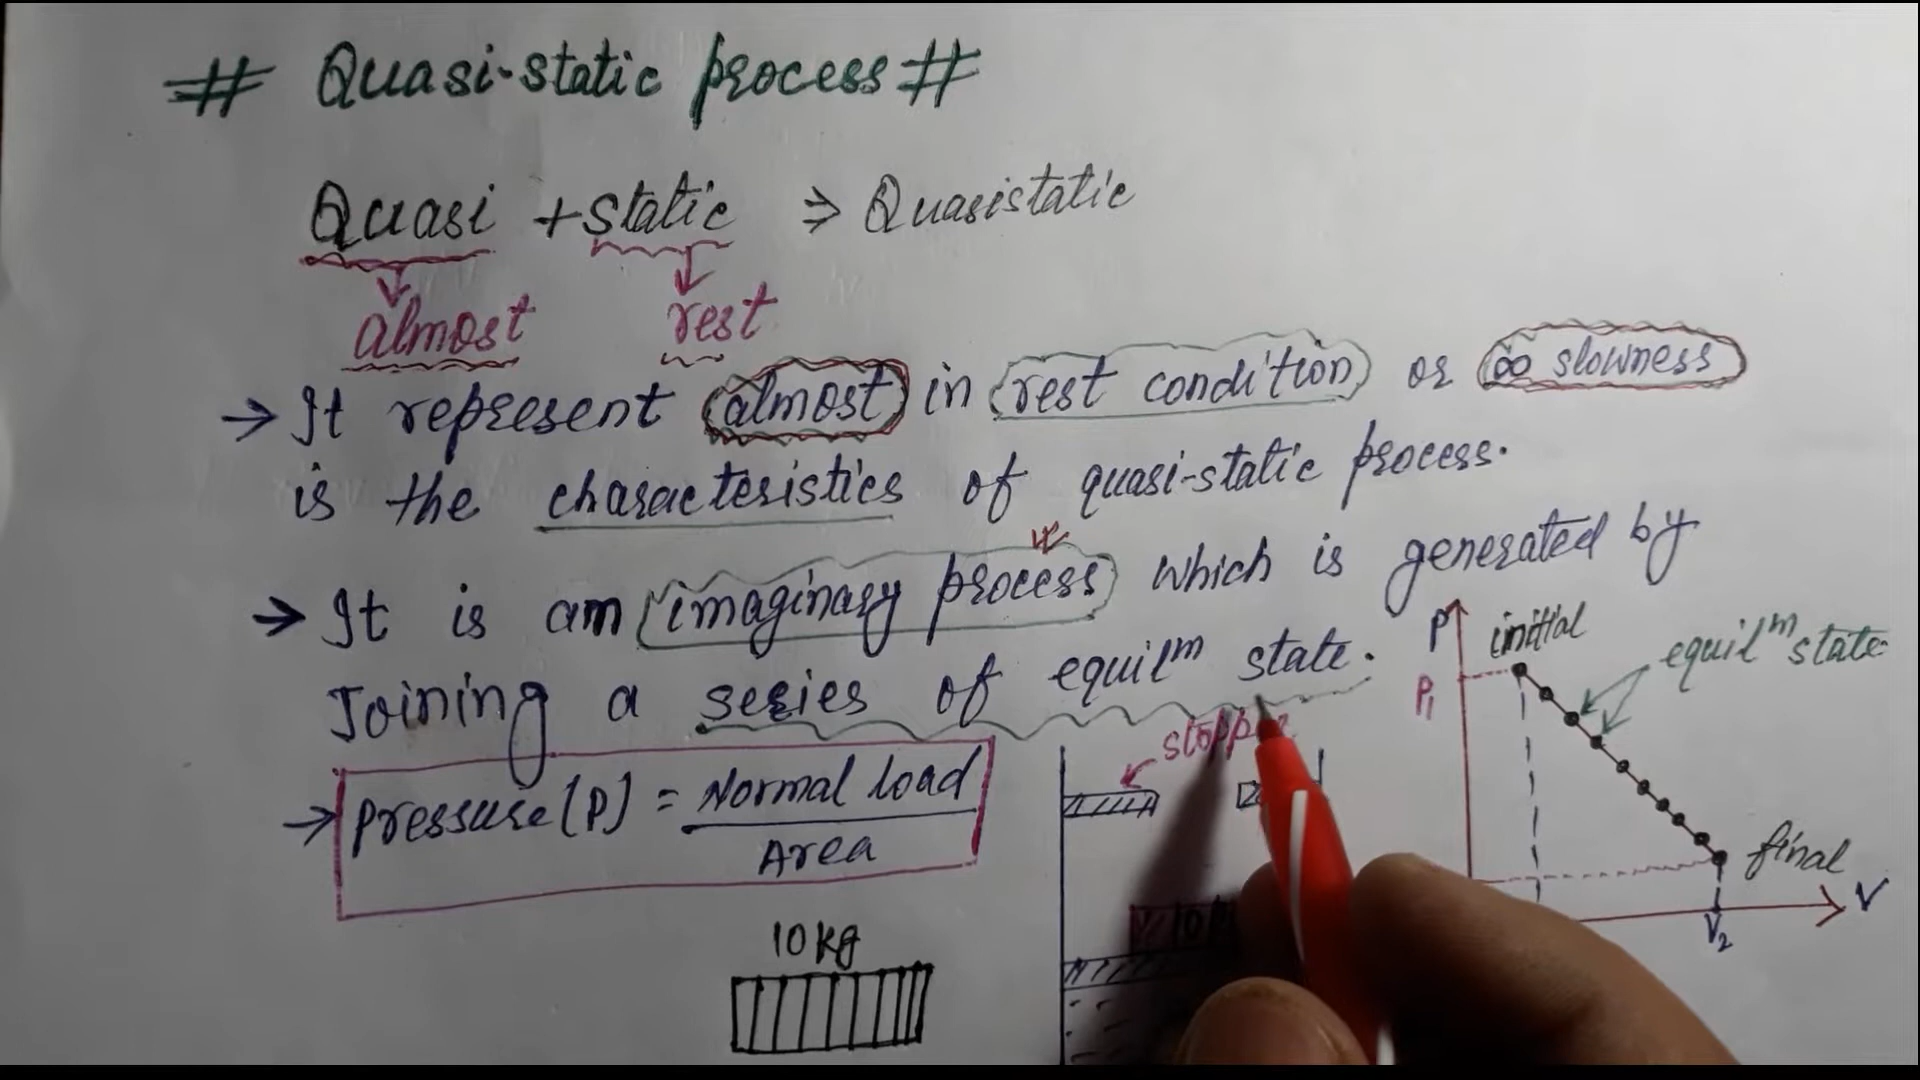 # Quasi-static process #
Quasi + static ⇒ Quasistatic
almost rest
→ It represent almost in rest condition or ∞ slowness
is the characteristics of quasi-static process.
→ It is am imaginary process which is generated by
Joining a series of equilᵐ state.
→ Pressure (P) = Normal load
Area
10 kg
P
initial
equilᵐ state
P₁
final
V₂
V